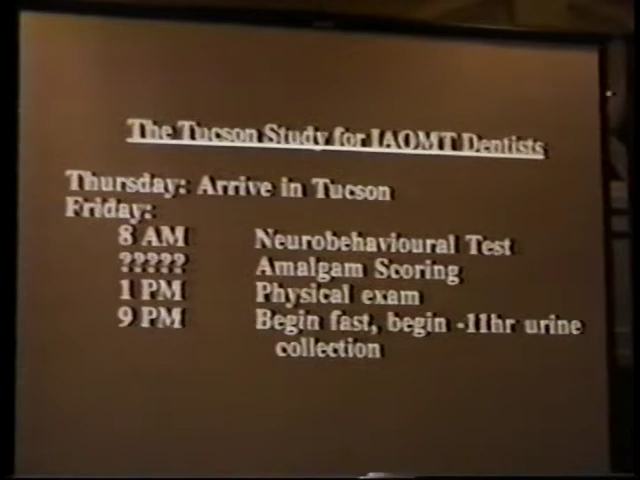 The Tucson Study for IAOMT Dentists
Thursday: Arrive in Tucson
Friday:
8 AM Neurobehavioural Test
????? Amalgam Scoring
1 PM Physical exam
9 PM Begin fast, begin -11hr urine
collection